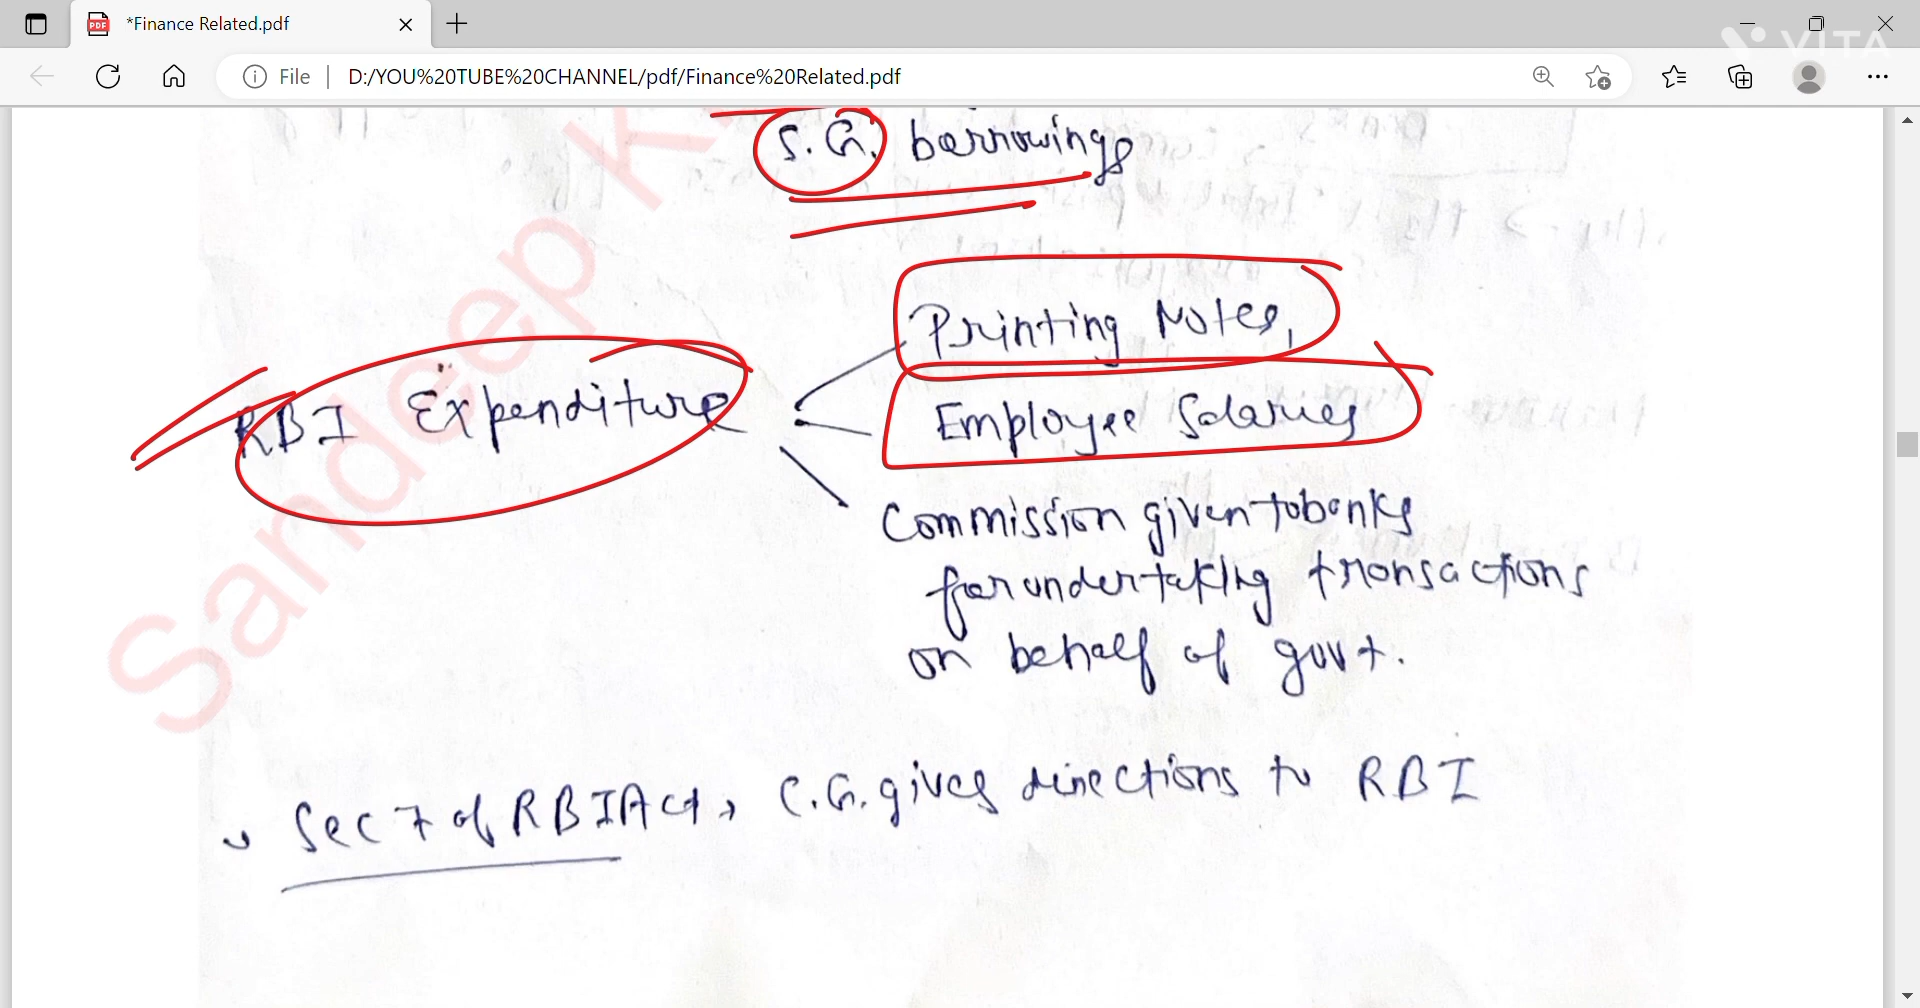 *Finance Related.pdf
VITA
File
D:/YOU%20TUBE%20CHANNEL/pdf/Finance%20Related.pdf
S.G. borrowings
Printing Notes,
RBI Expenditure
Employee Salaries
Commission given to banks
for undertaking transactions
on behalf of govt.
Sec 7 of RBI Act, C.G. gives directions to RBI
Sandeep K